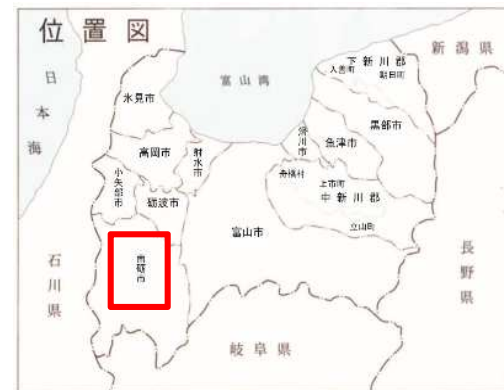 位置図
日本海
富山湾
新潟県
下新川郡
入善町
朝日町
氷見市
黒部市
高岡市
射水市
滑川市
魚津市
舟橋村
上市町
中新川郡
小矢部市
砺波市
立山町
富山市
南砺市
石川県
長野県
岐阜県